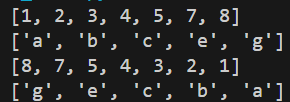 [1, 2, 3, 4, 5, 7, 8]
['a', 'b', 'c', 'e', 'g']
[8, 7, 5, 4, 3, 2, 1]
['g', 'e', 'c', 'b', 'a']